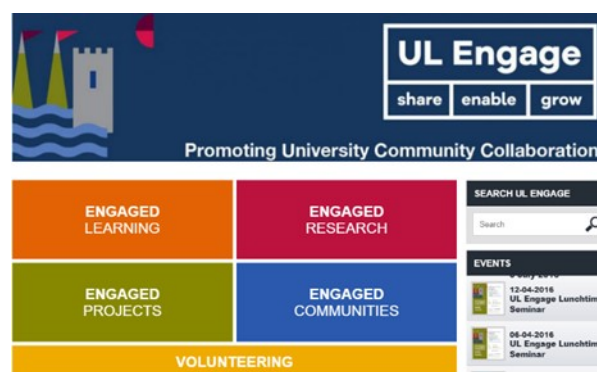 UL Engage
share enable grow
Promoting University Community Collaboration
ENGAGED
LEARNING
ENGAGED
RESEARCH
ENGAGED
PROJECTS
ENGAGED
COMMUNITIES
VOLUNTEERING
SEARCH UL ENGAGE
Search
EVENTS
12-04-2016
UL Engage Lunchtim
Seminar
06-04-2016
UL Engage Lunchtim
Seminar